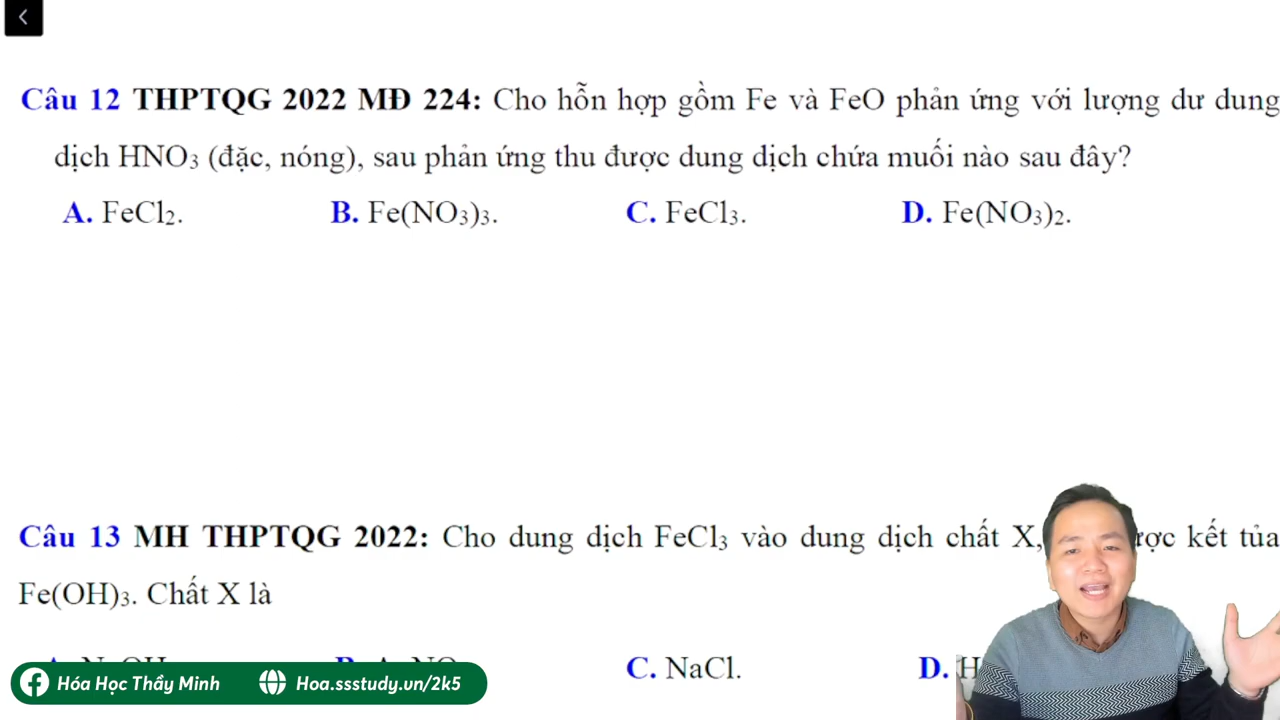 Câu 12 THPTQG 2022 MĐ 224: Cho hỗn hợp gồm Fe và FeO phản ứng với lượng dư dung
dịch HNO₃ (đặc, nóng), sau phản ứng thu được dung dịch chứa muối nào sau đây?
A. FeCl₂. B. Fe(NO₃)₃. C. FeCl₃. D. Fe(NO₃)₂.
Câu 13 MH THPTQG 2022: Cho dung dịch FeCl₃ vào dung dịch chất X, kết tủa
Fe(OH)₃. Chất X là
C. NaCl. D.
Hóa Học Thầy Minh Hoa.ssstudy.vn/2k5